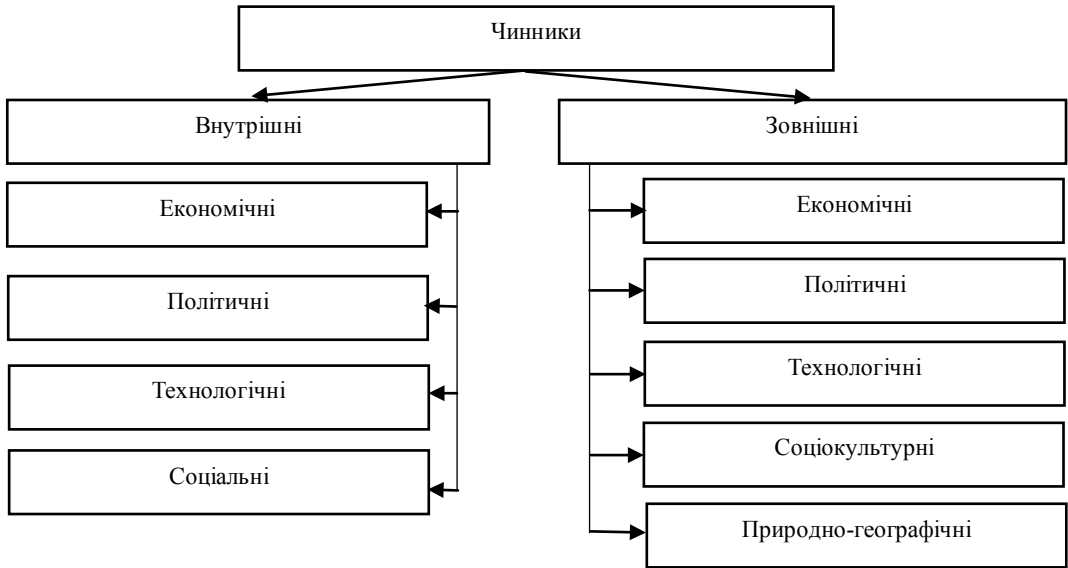 Чинники
Внутрішні
Економічні
Політичні
Технологічні
Соціальні
Зовнішні
Економічні
Політичні
Технологічні
Соціокультурні
Природно-географічні